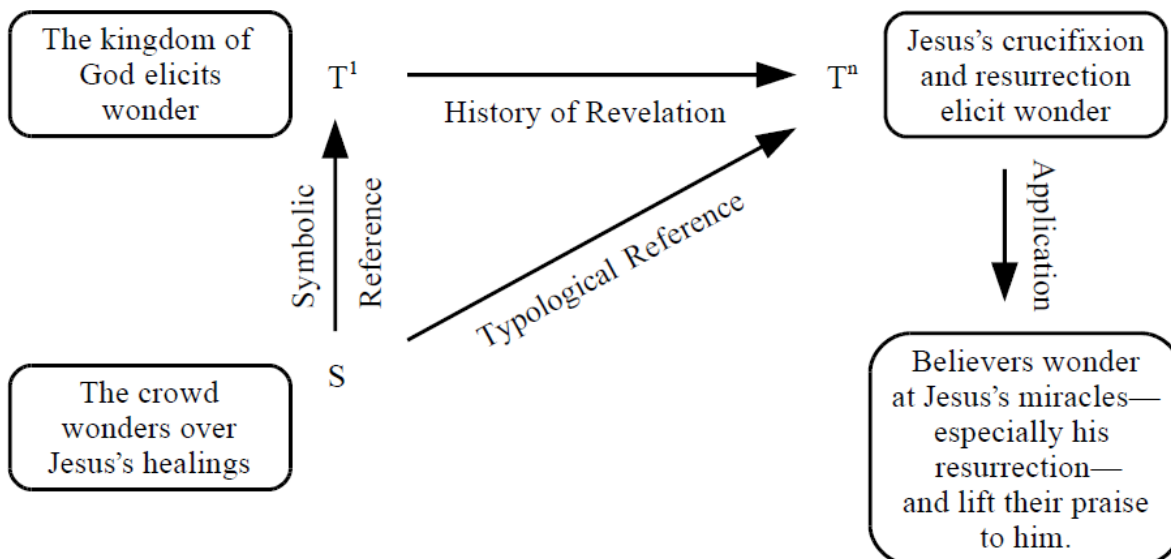 The kingdom of
God elicits
wonder
T¹
History of Revelation
Tⁿ
Jesus’s crucifixion
and resurrection
elicit wonder
Symbolic
Reference
Typological Reference
Application
S
The crowd
wonders over
Jesus’s healings
Believers wonder
at Jesus’s miracles—
especially his
resurrection—
and lift their praise
to him.